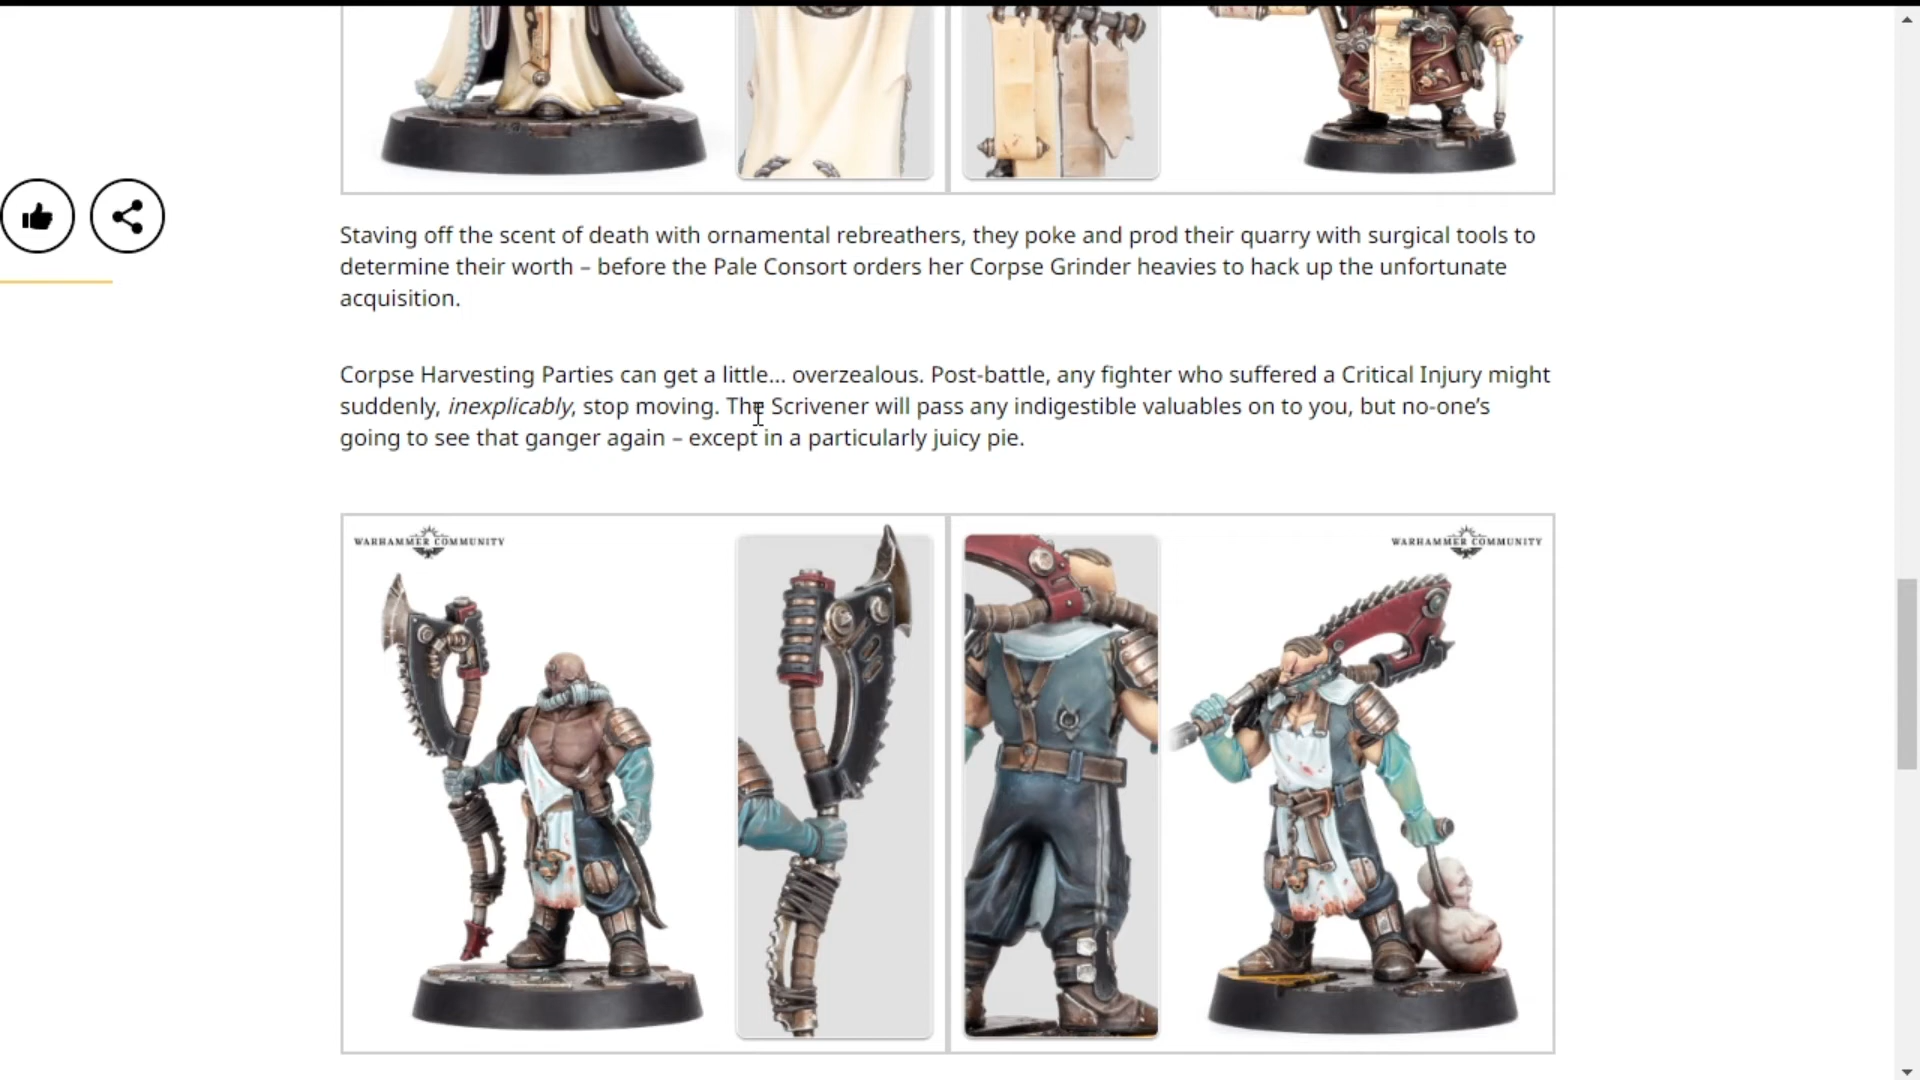 Staving off the scent of death with ornamental rebreathers, they poke and prod their quarry with surgical tools to
determine their worth – before the Pale Consort orders her Corpse Grinder heavies to hack up the unfortunate
acquisition.
Corpse Harvesting Parties can get a little… overzealous. Post-battle, any fighter who suffered a Critical Injury might
suddenly, inexplicably, stop moving. The Scrivener will pass any indigestible valuables on to you, but no-one’s
going to see that ganger again – except in a particularly juicy pie.
WARHAMMER COMMUNITY
WARHAMMER COMMUNITY